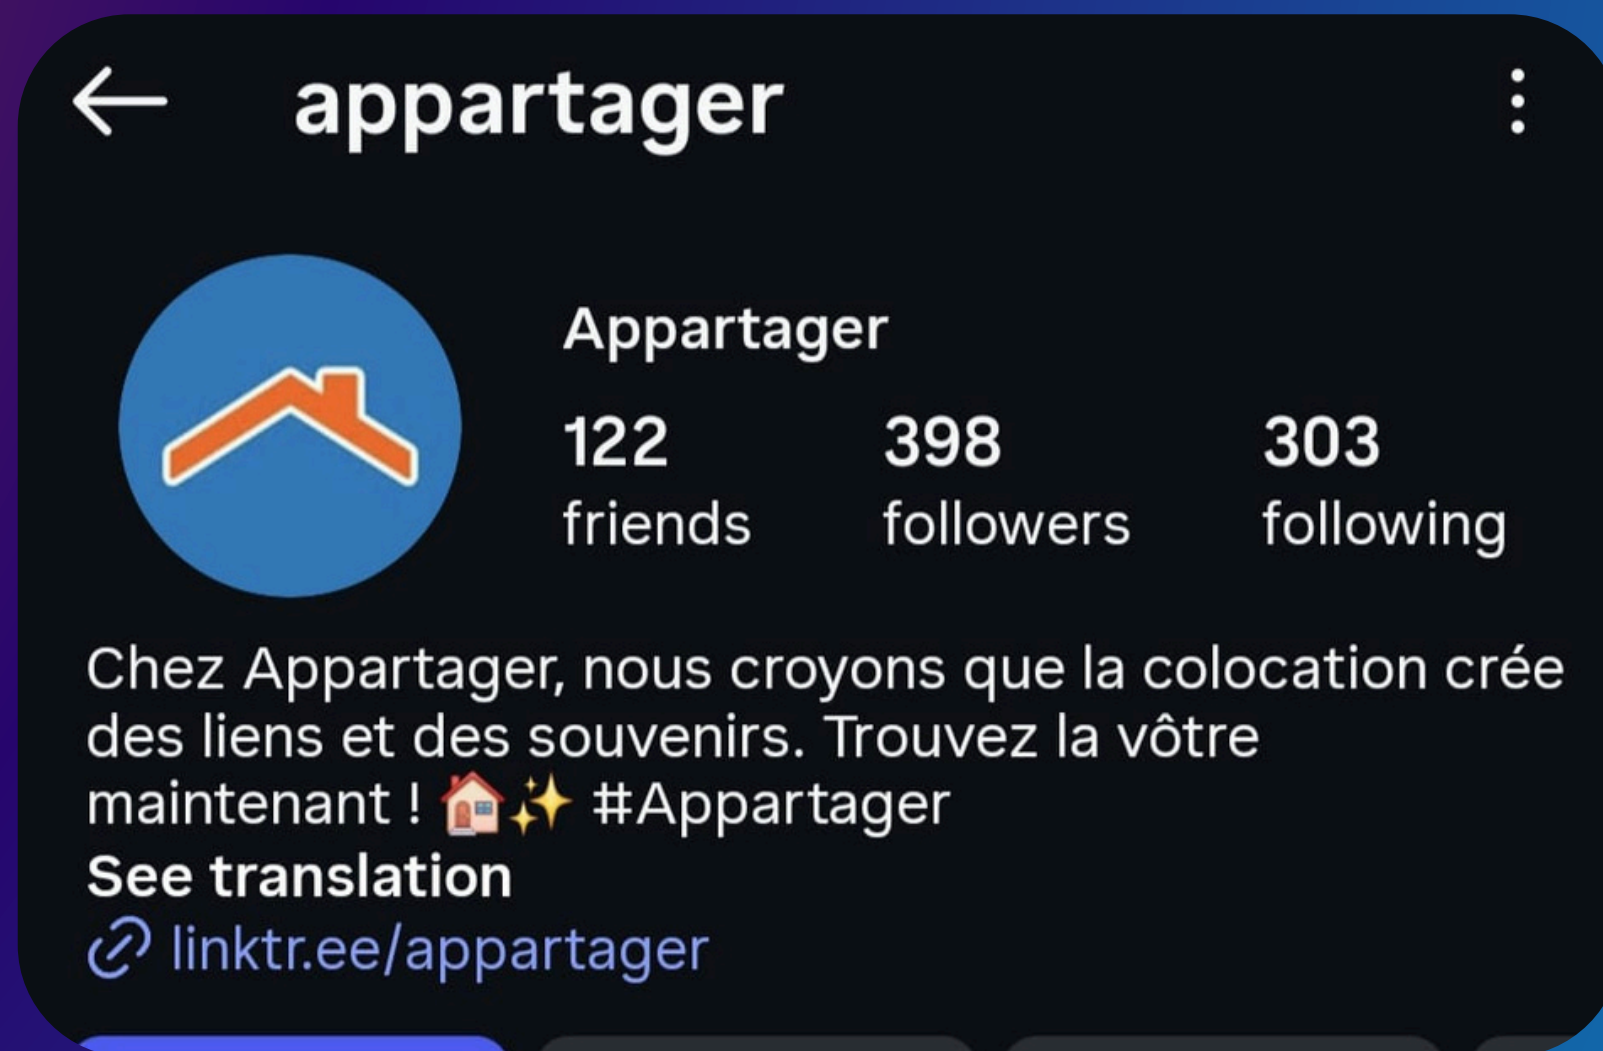 appartager
Appartager
122 398 303
friends followers following
Chez Appartager, nous croyons que la colocation crée
des liens et des souvenirs. Trouvez la vôtre
maintenant ! 🏠✨ #Appartager
See translation
linktr.ee/appartager